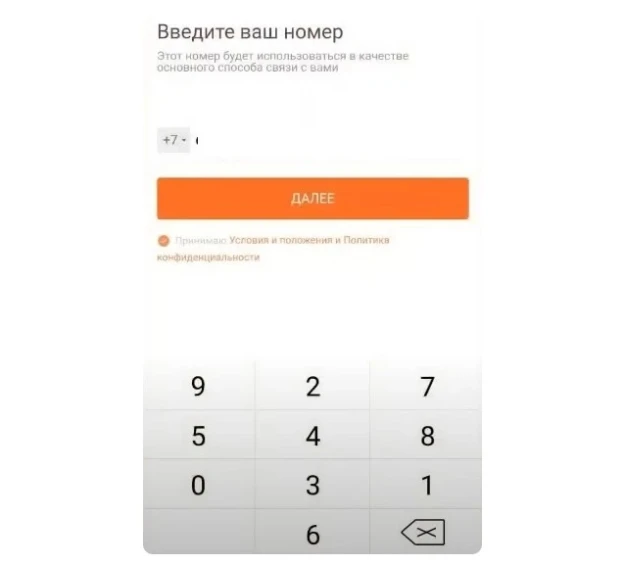 Введите ваш номер
Этот номер будет использоваться в качестве
основного способа связи с вами
+7
ДАЛЕЕ
Принимаю Условия и положения и Политика
конфиденциальности
9 2 7
5 4 8
0 3 1
6